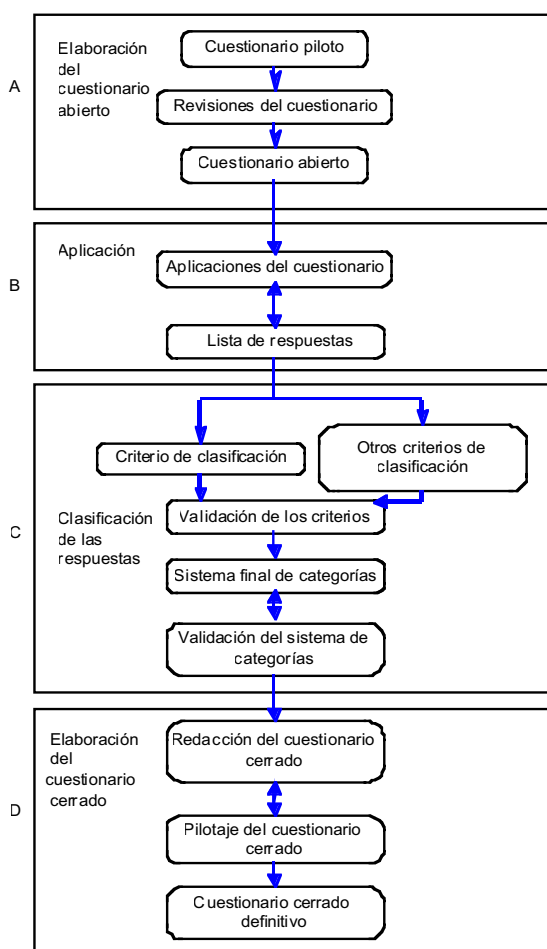 A
Elaboración
del
cuestionario
abierto
Cuestionario piloto
Revisiones del cuestionario
Cuestionario abierto
B
Aplicación
Aplicaciones del cuestionario
Lista de respuestas
C
Clasificación
de las
respuestas
Criterio de clasificación
Otros criterios de
clasificación
Validación de los criterios
Sistema final de categorías
Validación del sistema de
categorías
D
Elaboración
del
cuestionario
cerrado
Redacción del cuestionario
cerrado
Pilotaje del cuestionario
cerrado
Cuestionario cerrado
definitivo